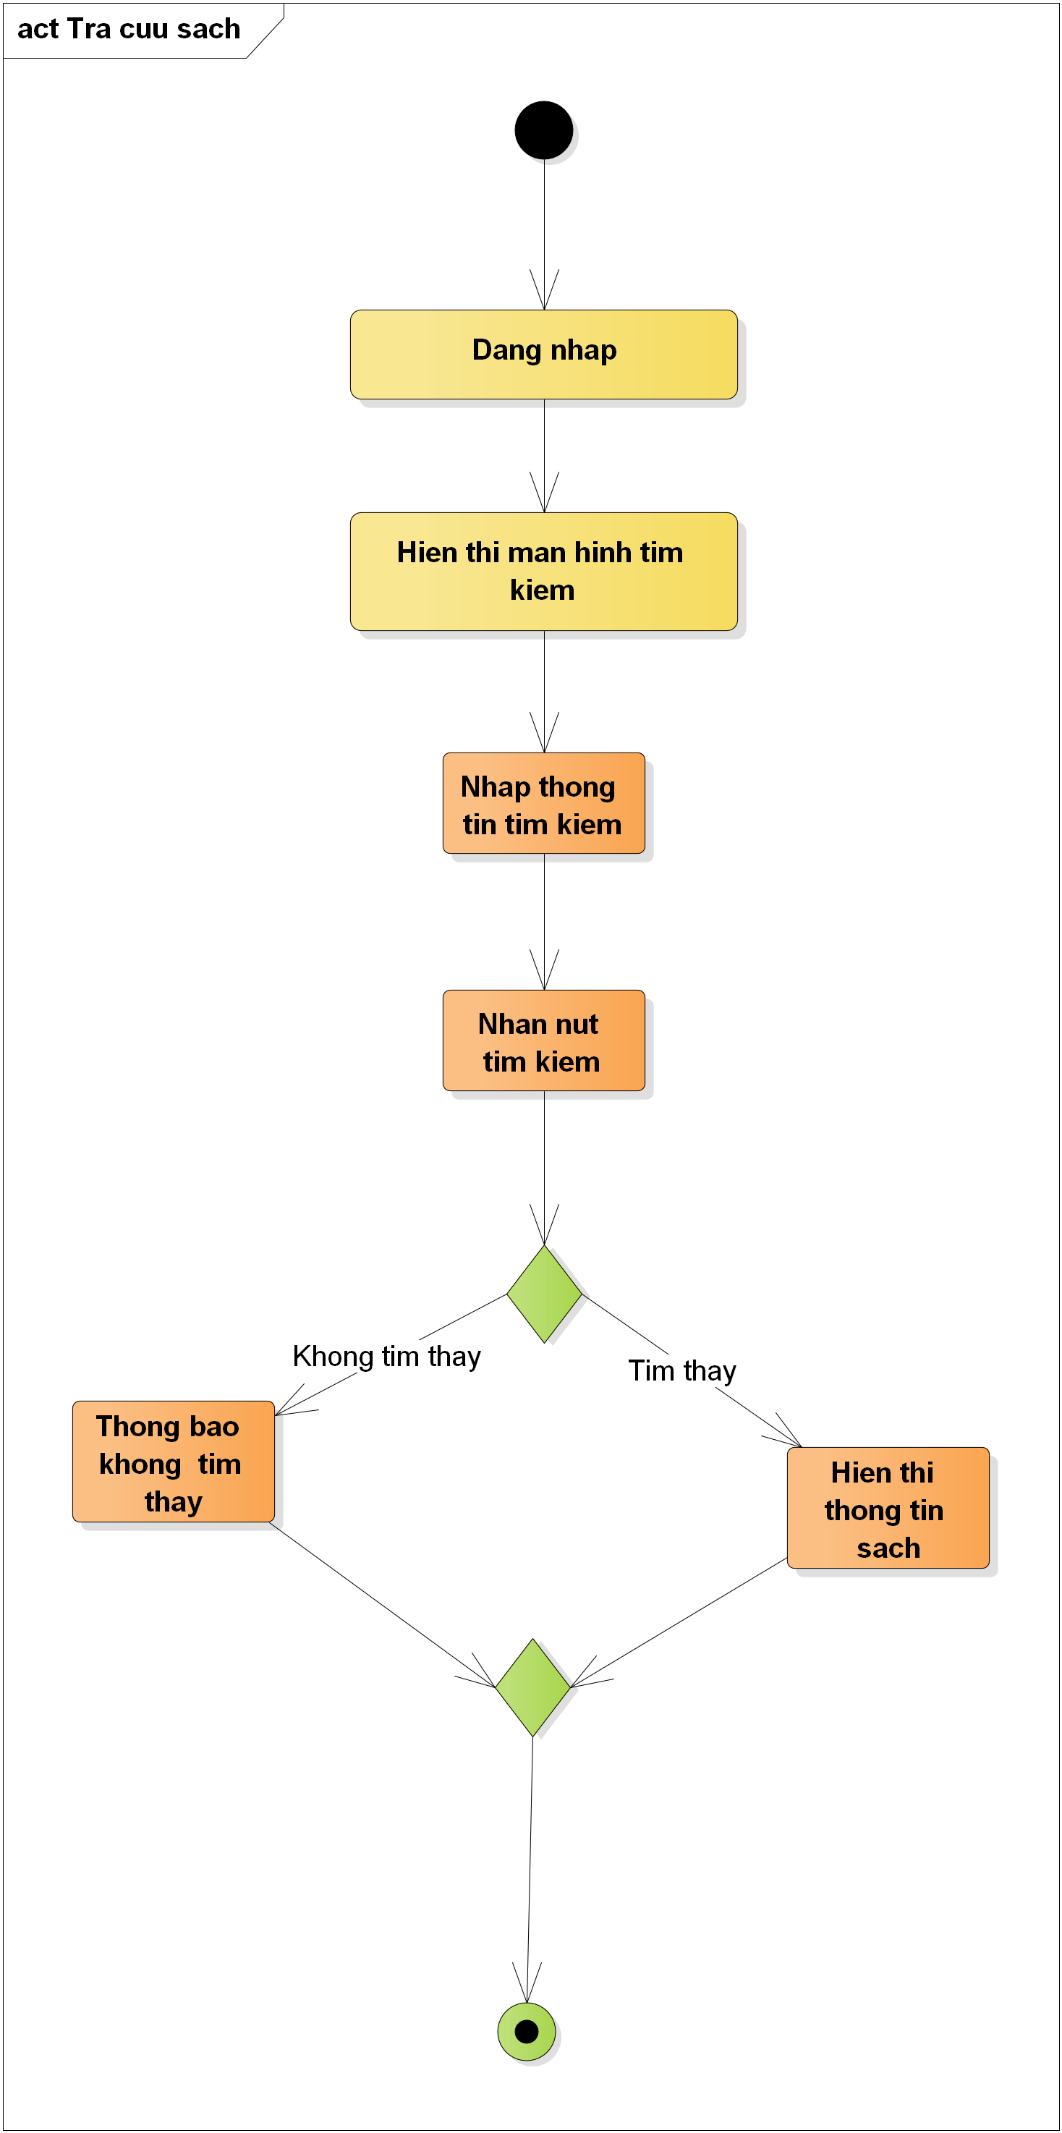 act Tra cuu sach
Dang nhap
Hien thi man hinh tim
kiem
Nhap thong
tin tim kiem
Nhan nut
tim kiem
Khong tim thay
Tim thay
Thong bao
khong tim
thay
Hien thi
thong tin
sach